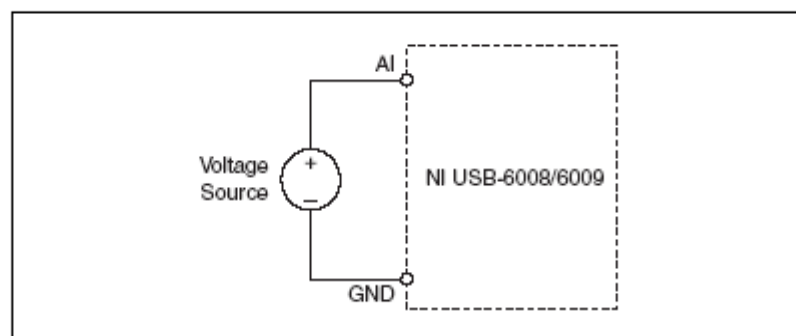 AI
Voltage
Source
+
−
NI USB-6008/6009
GND